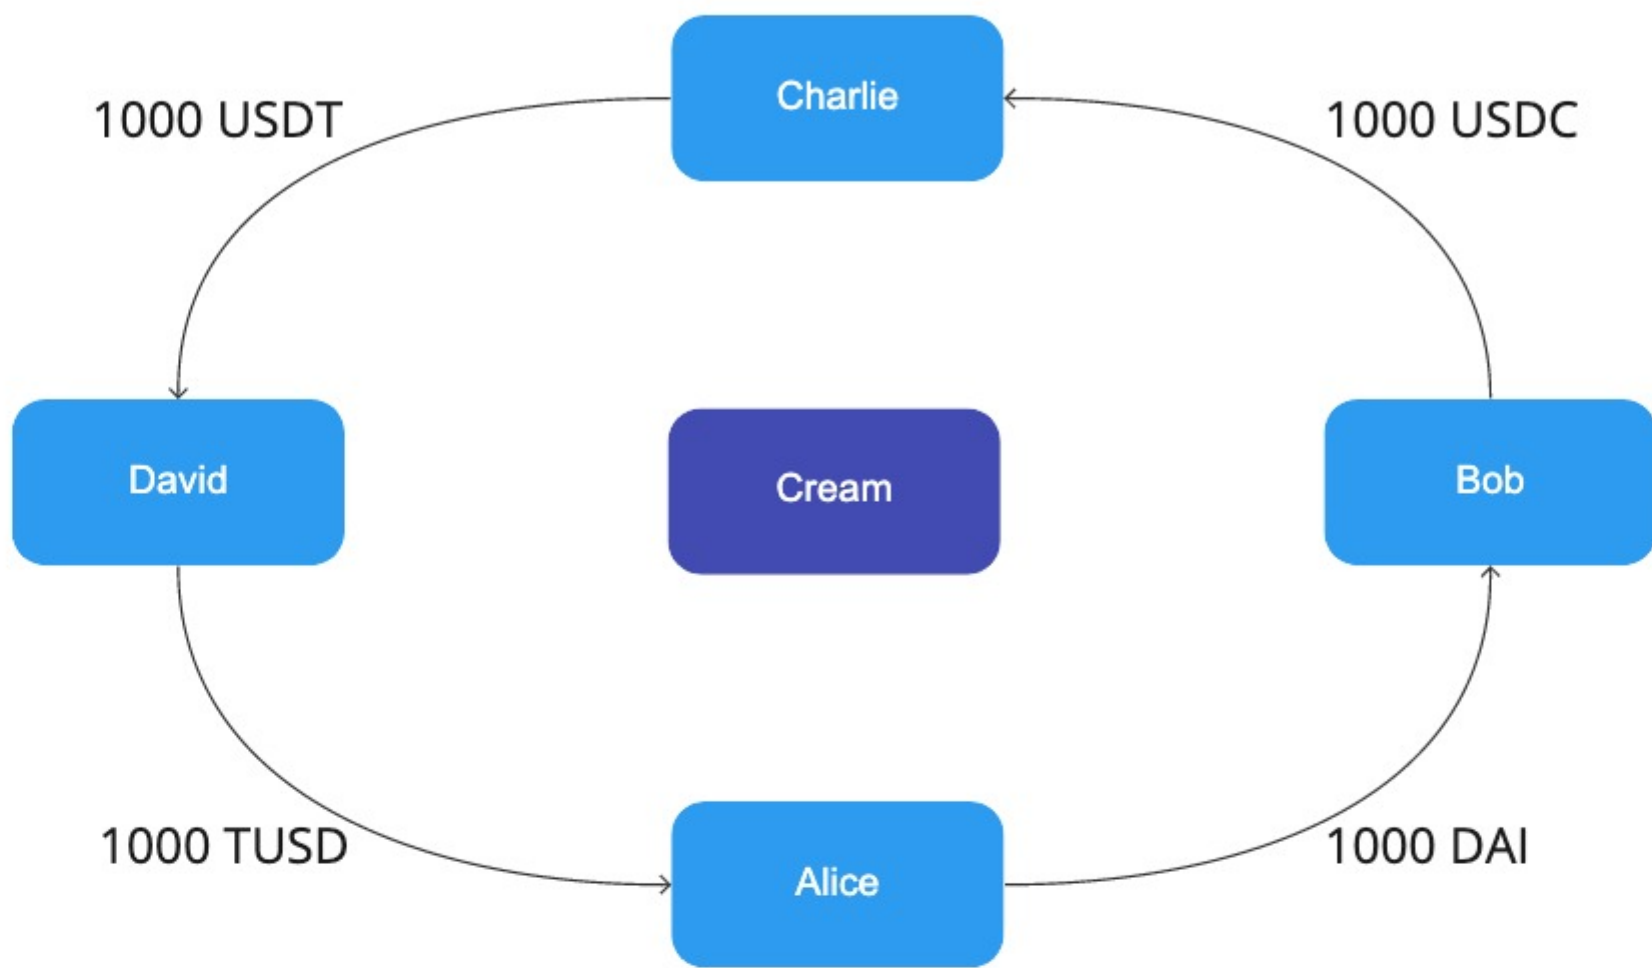 Charlie
1000 USDT
1000 USDC
David
Cream
Bob
1000 TUSD
1000 DAI
Alice